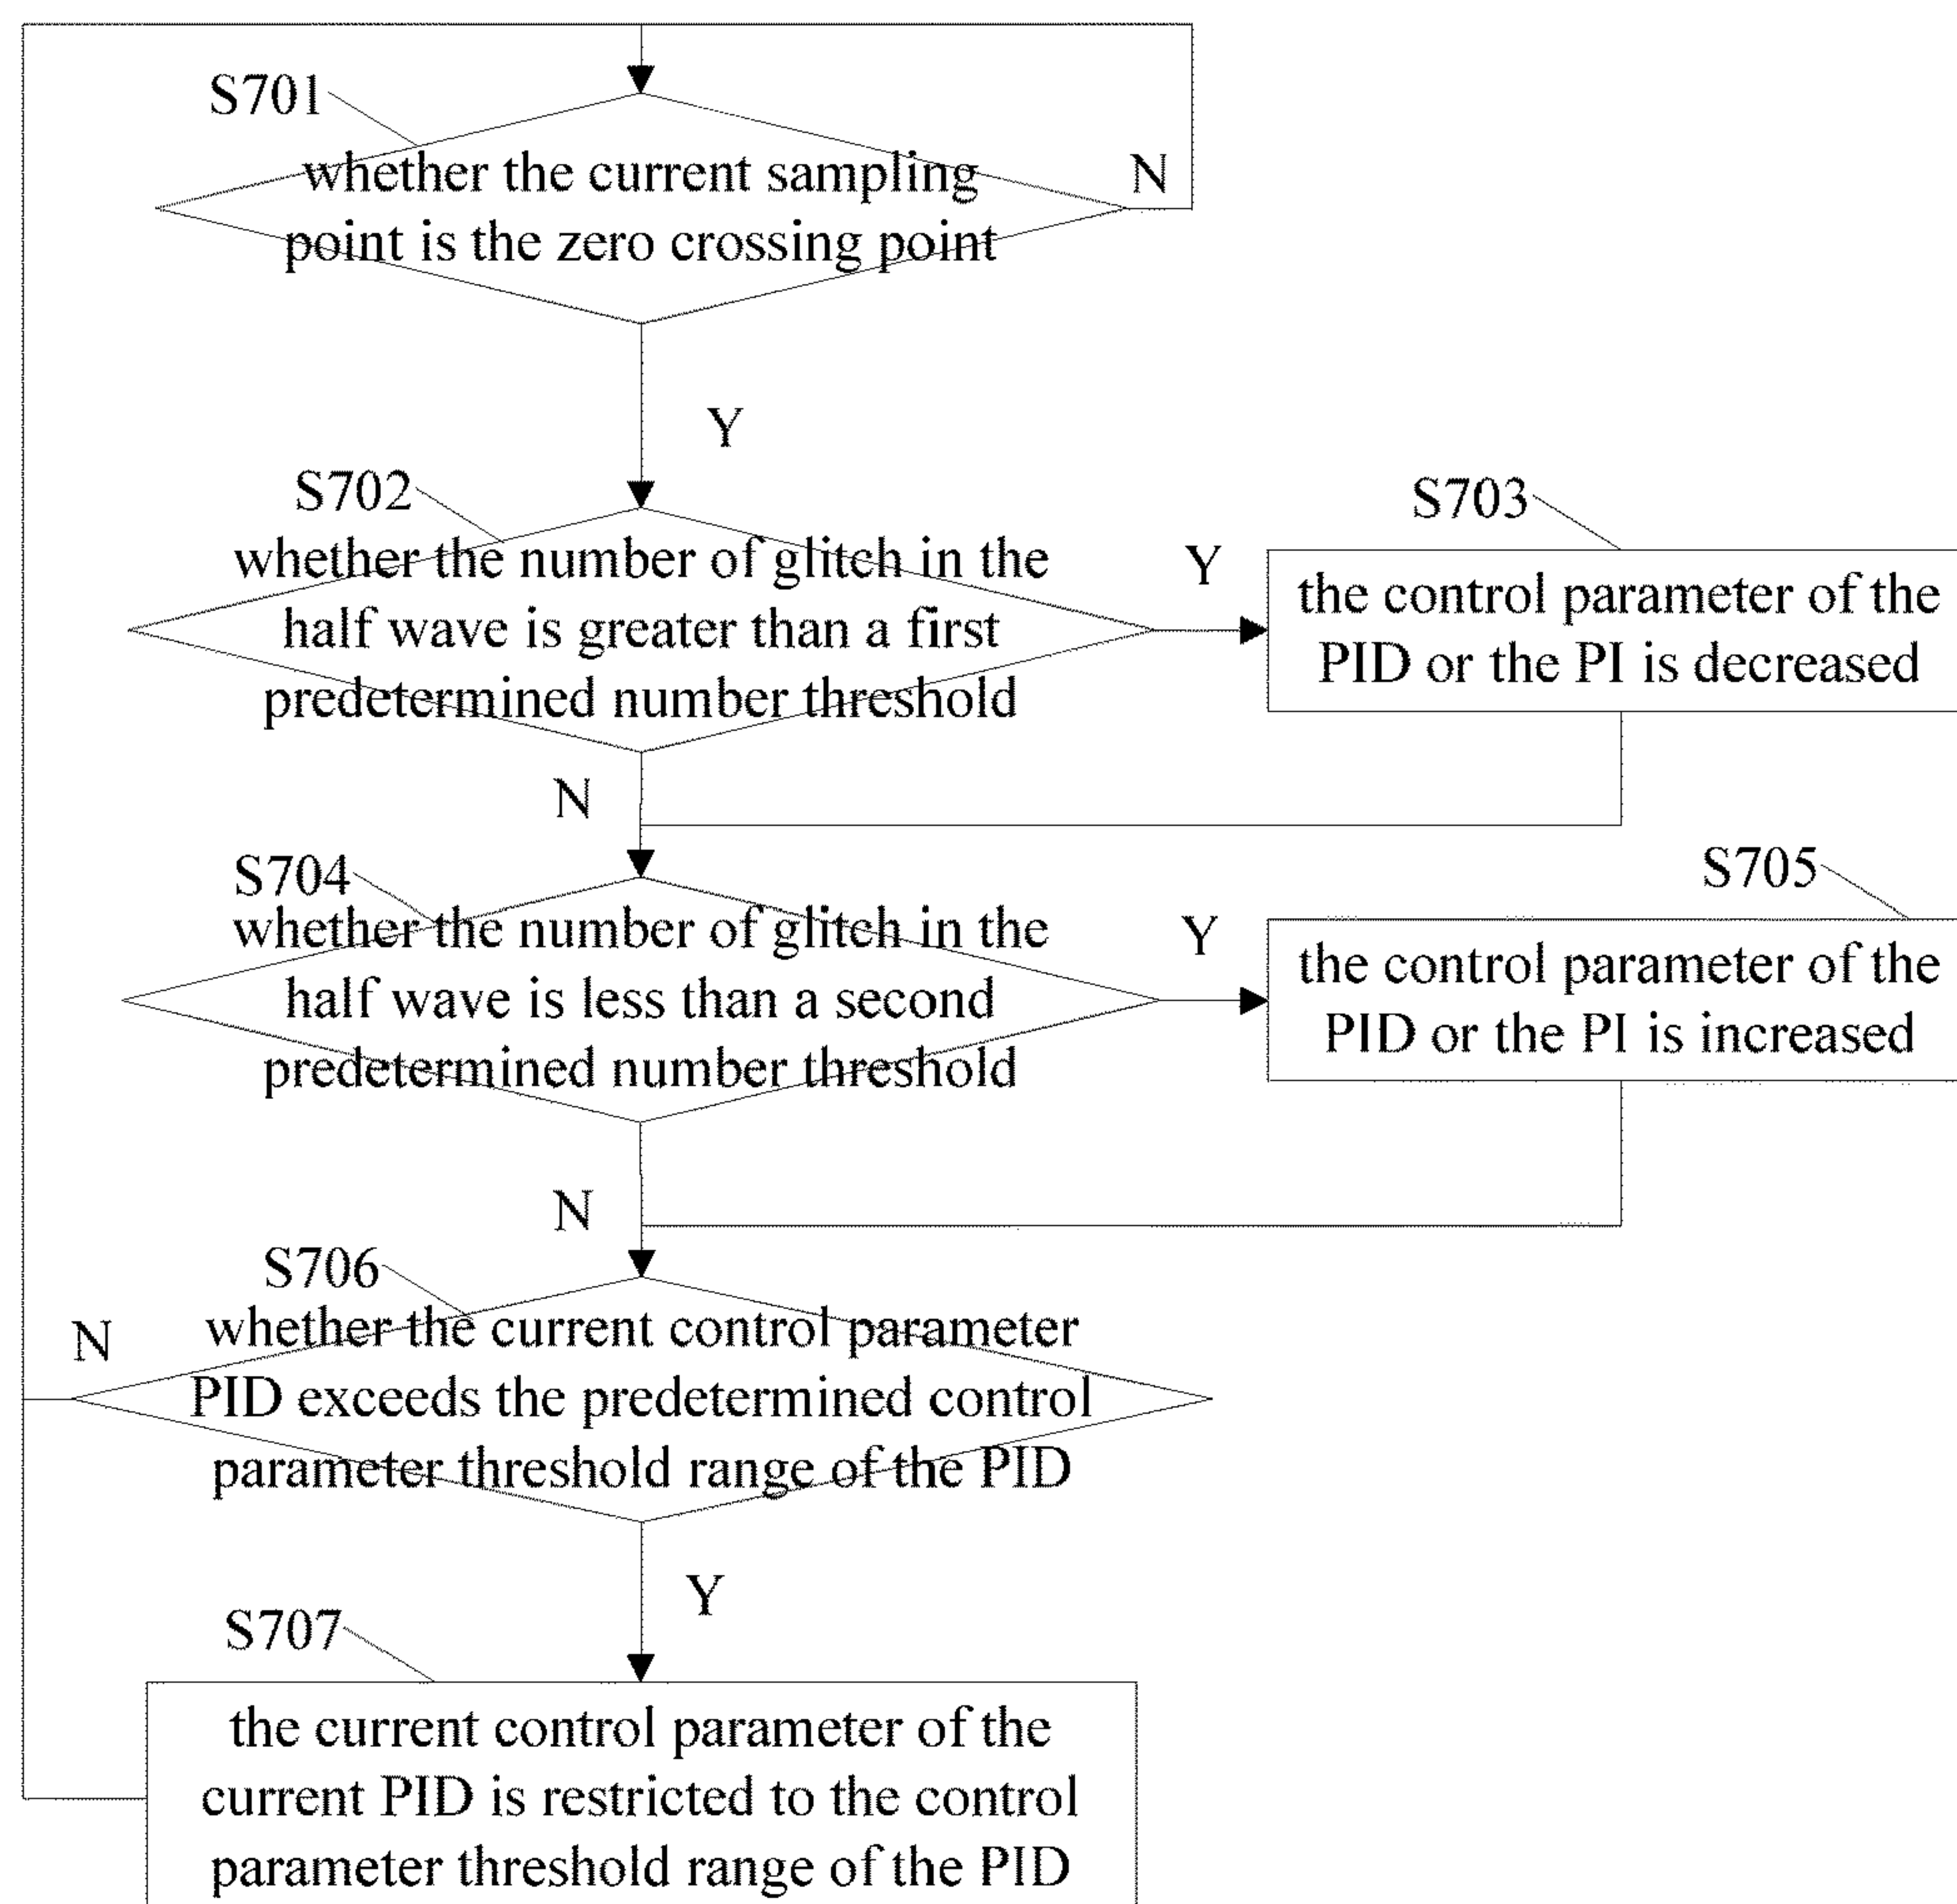 S701
whether the current sampling
point is the zero crossing point
N
Y
S702
whether the number of glitch in the
half wave is greater than a first
predetermined number threshold
Y
S703
the control parameter of the
PID or the PI is decreased
N
S704
whether the number of glitch in the
half wave is less than a second
predetermined number threshold
Y
S705
the control parameter of the
PID or the PI is increased
N
S706
N
whether the current control parameter
PID exceeds the predetermined control
parameter threshold range of the PID
Y
S707
the current control parameter of the
current PID is restricted to the control
parameter threshold range of the PID